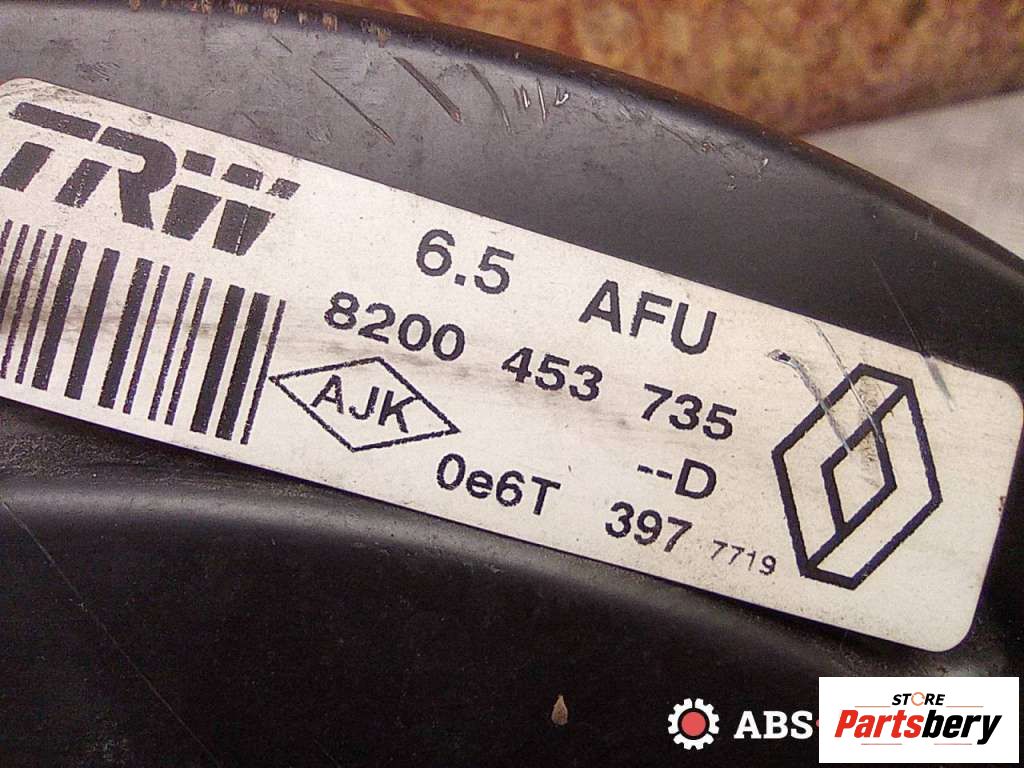 TRW
6.5 AFU
8200 453 735
AJK
--D
0e6T 397 7719
ABS-
STORE
Partsbery